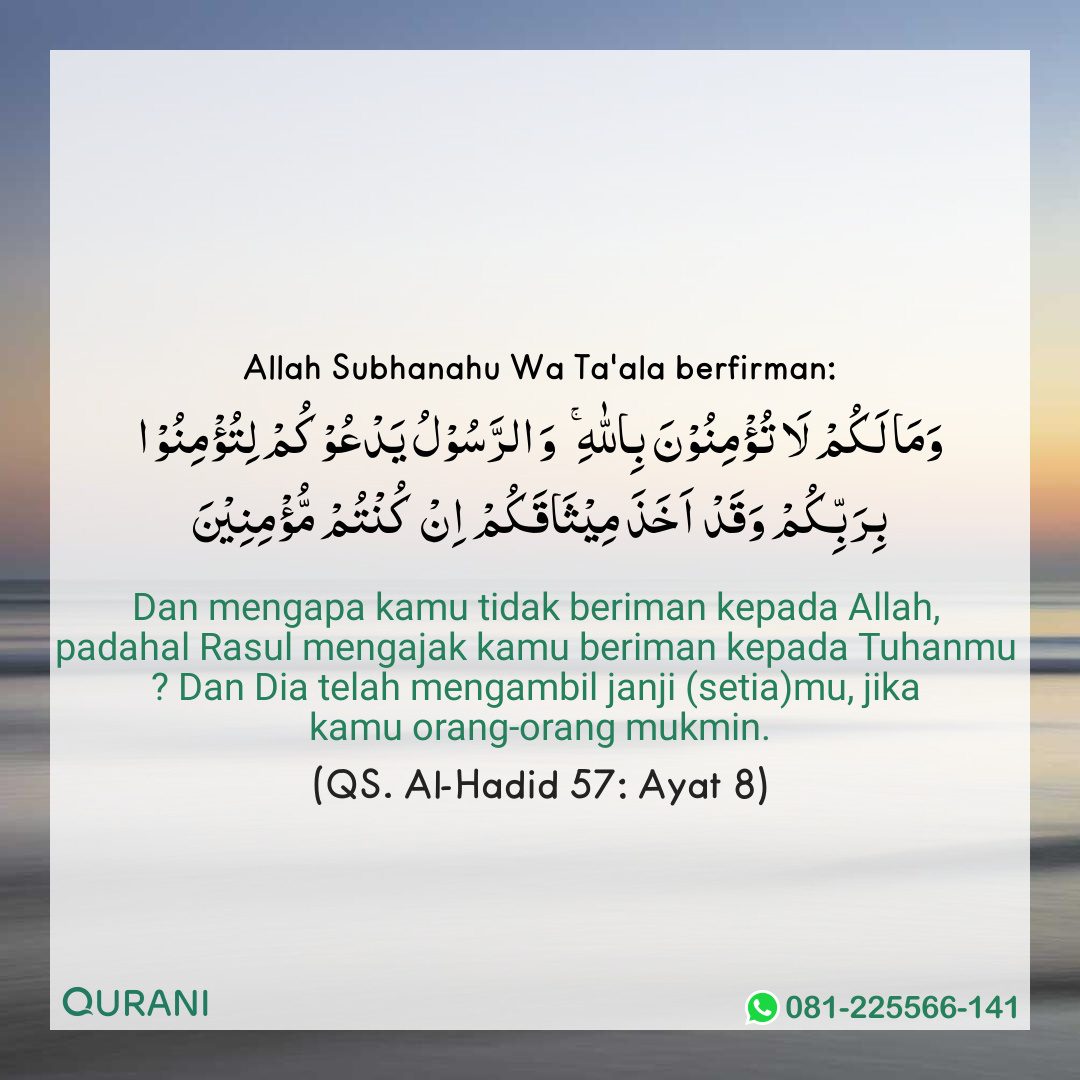 Allah Subhanahu Wa Ta'ala berfirman:
وَمَا لَـكُمْ لَا تُؤْمِنُوْنَ بِاللّٰهِ ۚ وَا لرَّسُوْلُ يَدْعُوْكُمْ لِتُؤْمِنُوْا
بِرَبِّكُمْ وَقَدْ اَخَذَ مِيْثَا قَكُمْ اِنْ كُنْتُمْ مُّؤْمِنِيْنَ
Dan mengapa kamu tidak beriman kepada Allah,
padahal Rasul mengajak kamu beriman kepada Tuhanmu
? Dan Dia telah mengambil janji (setia)mu, jika
kamu orang-orang mukmin.
(QS. Al-Hadid 57: Ayat 8)
QURANI
081-225566-141